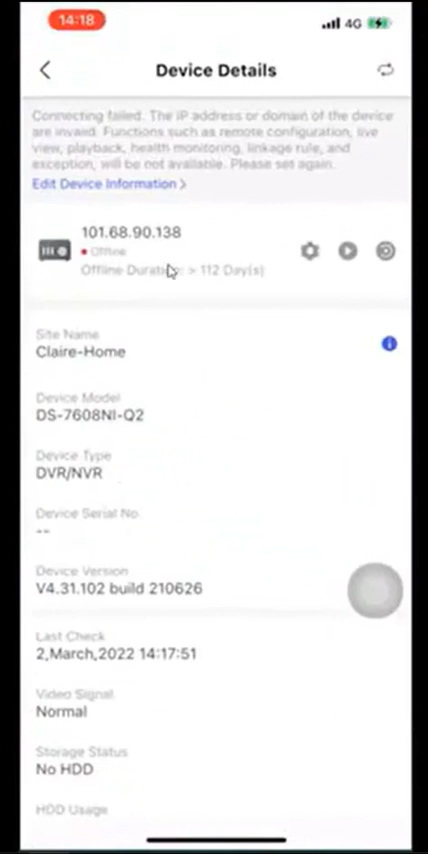 14:18
4G
Device Details
Connecting failed. The IP address or domain of the device
are invaid. Functions such as remote configuration, live
view, playback, health monitoring, linkage rule, and
exception, will be not available. Please set again.
Edit Device Information >
101.68.90.138
Offline
Offline Duration: > 112 Day(s)
Site Name
Claire-Home
Device Model
DS-7608NI-Q2
Device Type
DVR/NVR
Device Serial No.
--
Device Version
V4.31.102 build 210626
Last Check
2,March,2022 14:17:51
Video Signal
Normal
Storage Status
No HDD
HDD Usage